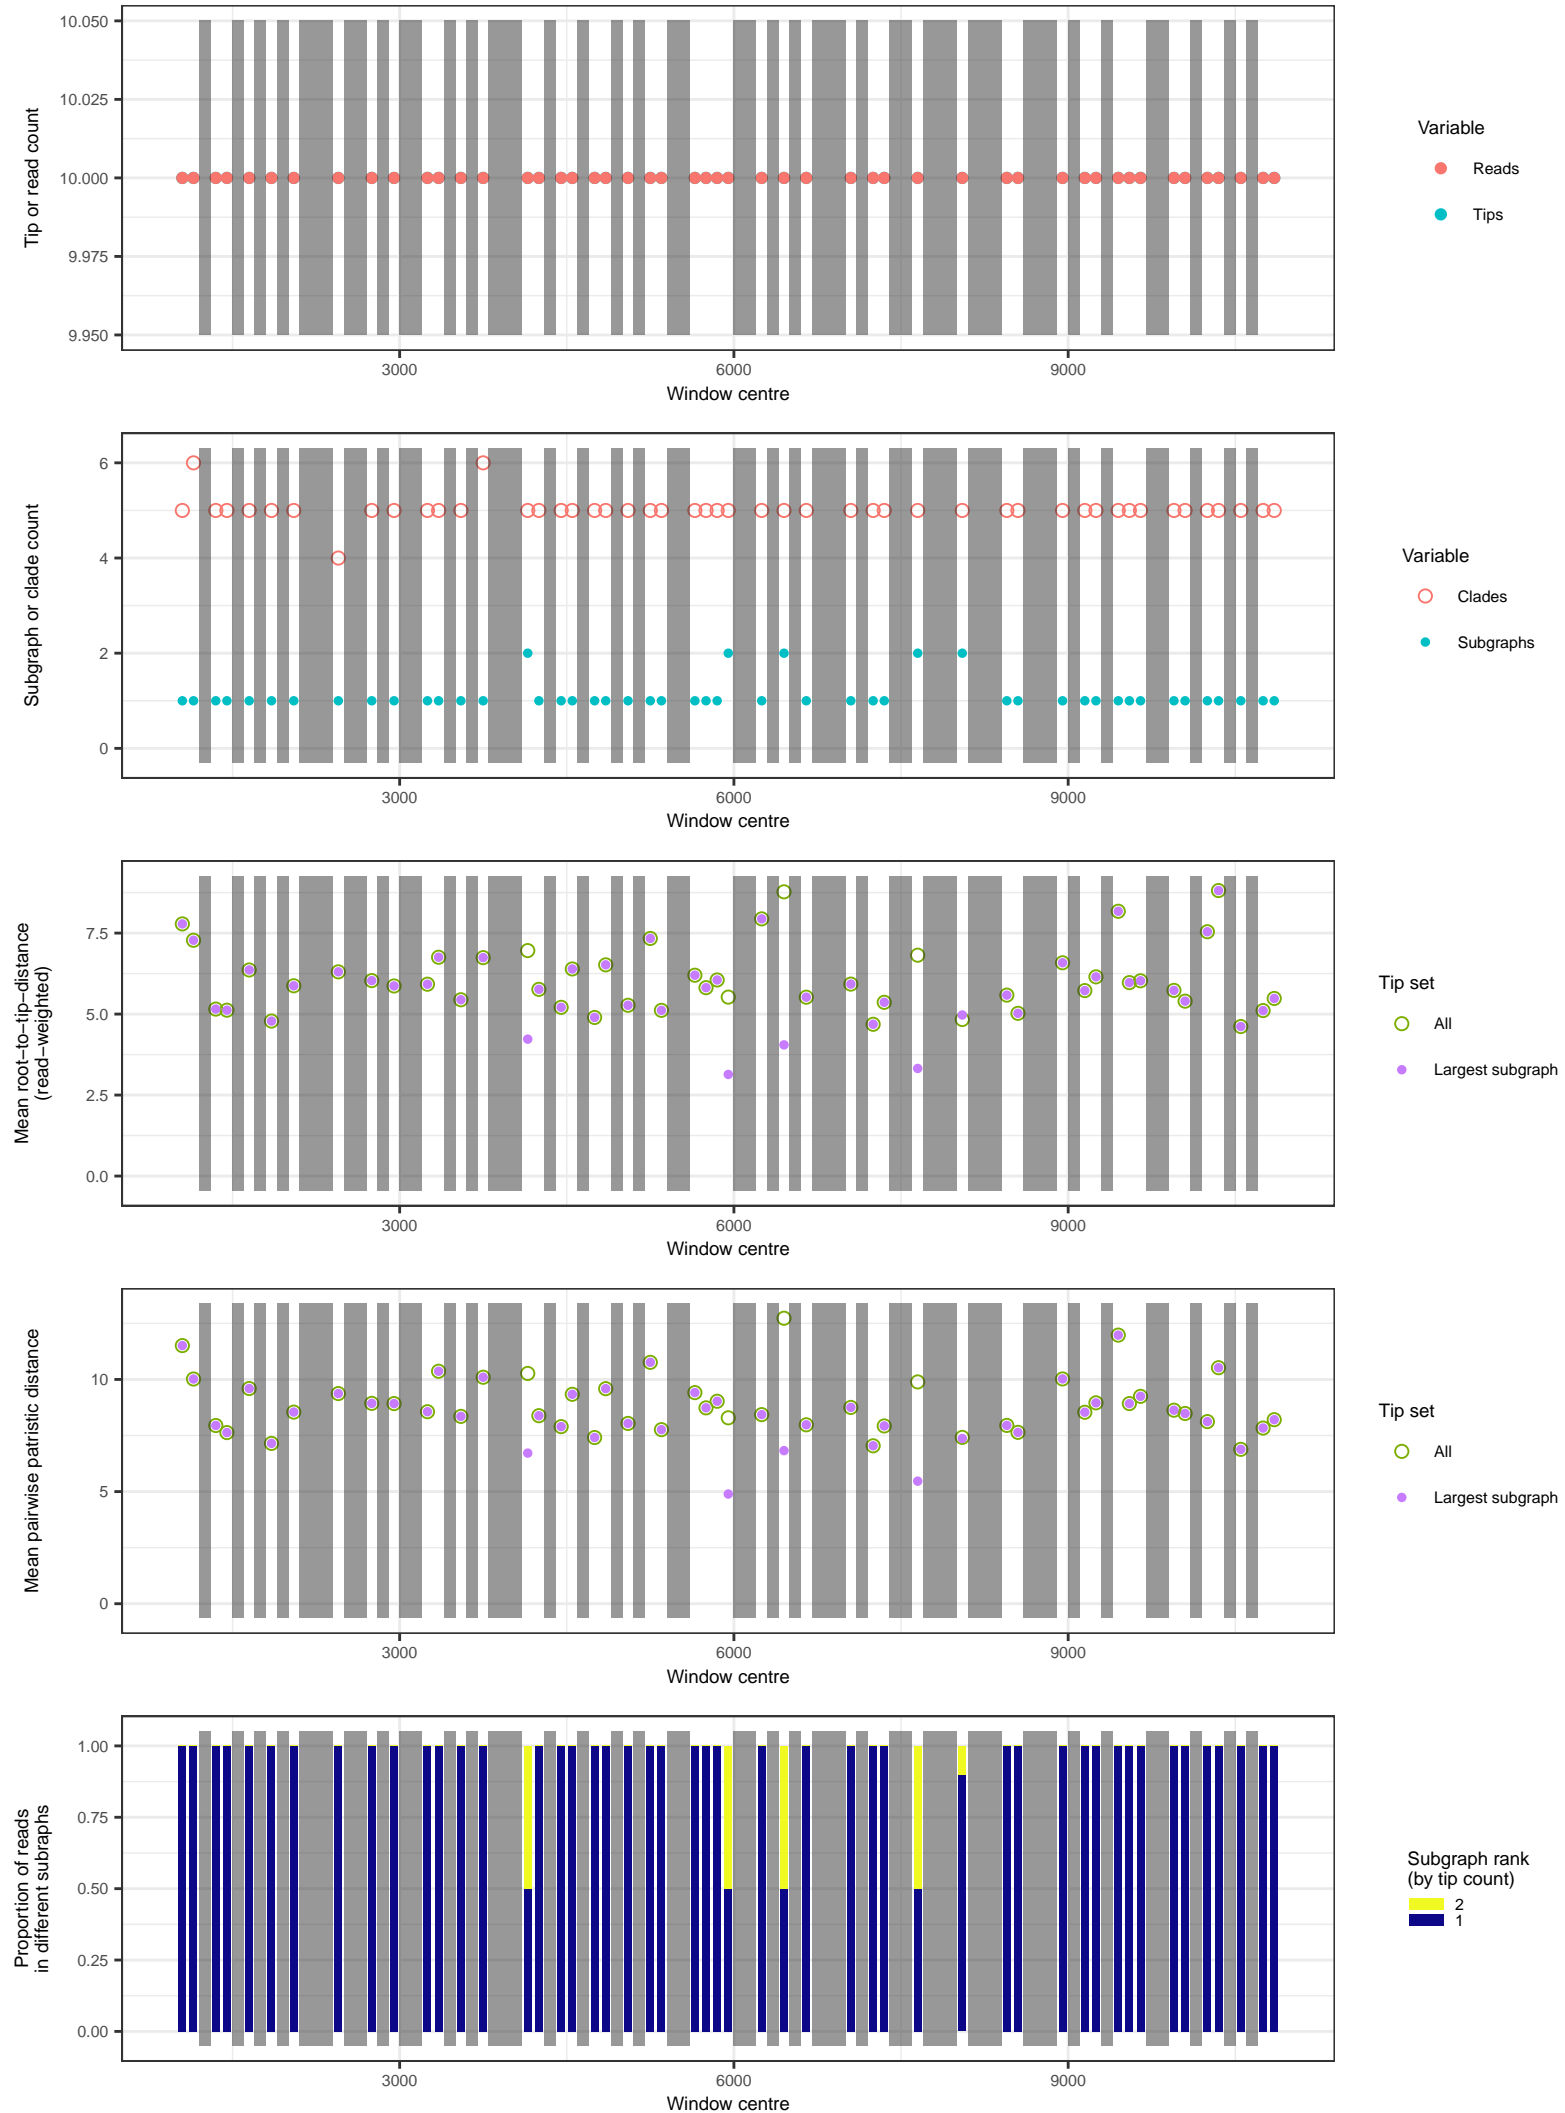 10.050
10.025
10.000
9.975
9.950
Tip or read count
3000
6000
9000
Window centre
Variable
Reads
Tips
6
4
2
0
Subgraph or clade count
3000
6000
9000
Window centre
Variable
Clades
Subgraphs
7.5
5.0
2.5
0.0
Mean root−to−tip−distance
(read−weighted)
3000
6000
9000
Window centre
Tip set
All
Largest subgraph
10
5
0
Mean pairwise patristic distance
3000
6000
9000
Window centre
Tip set
All
Largest subgraph
1.00
0.75
0.50
0.25
0.00
Proportion of reads
in different subraphs
3000
6000
9000
Window centre
Subgraph rank
(by tip count)
2
1